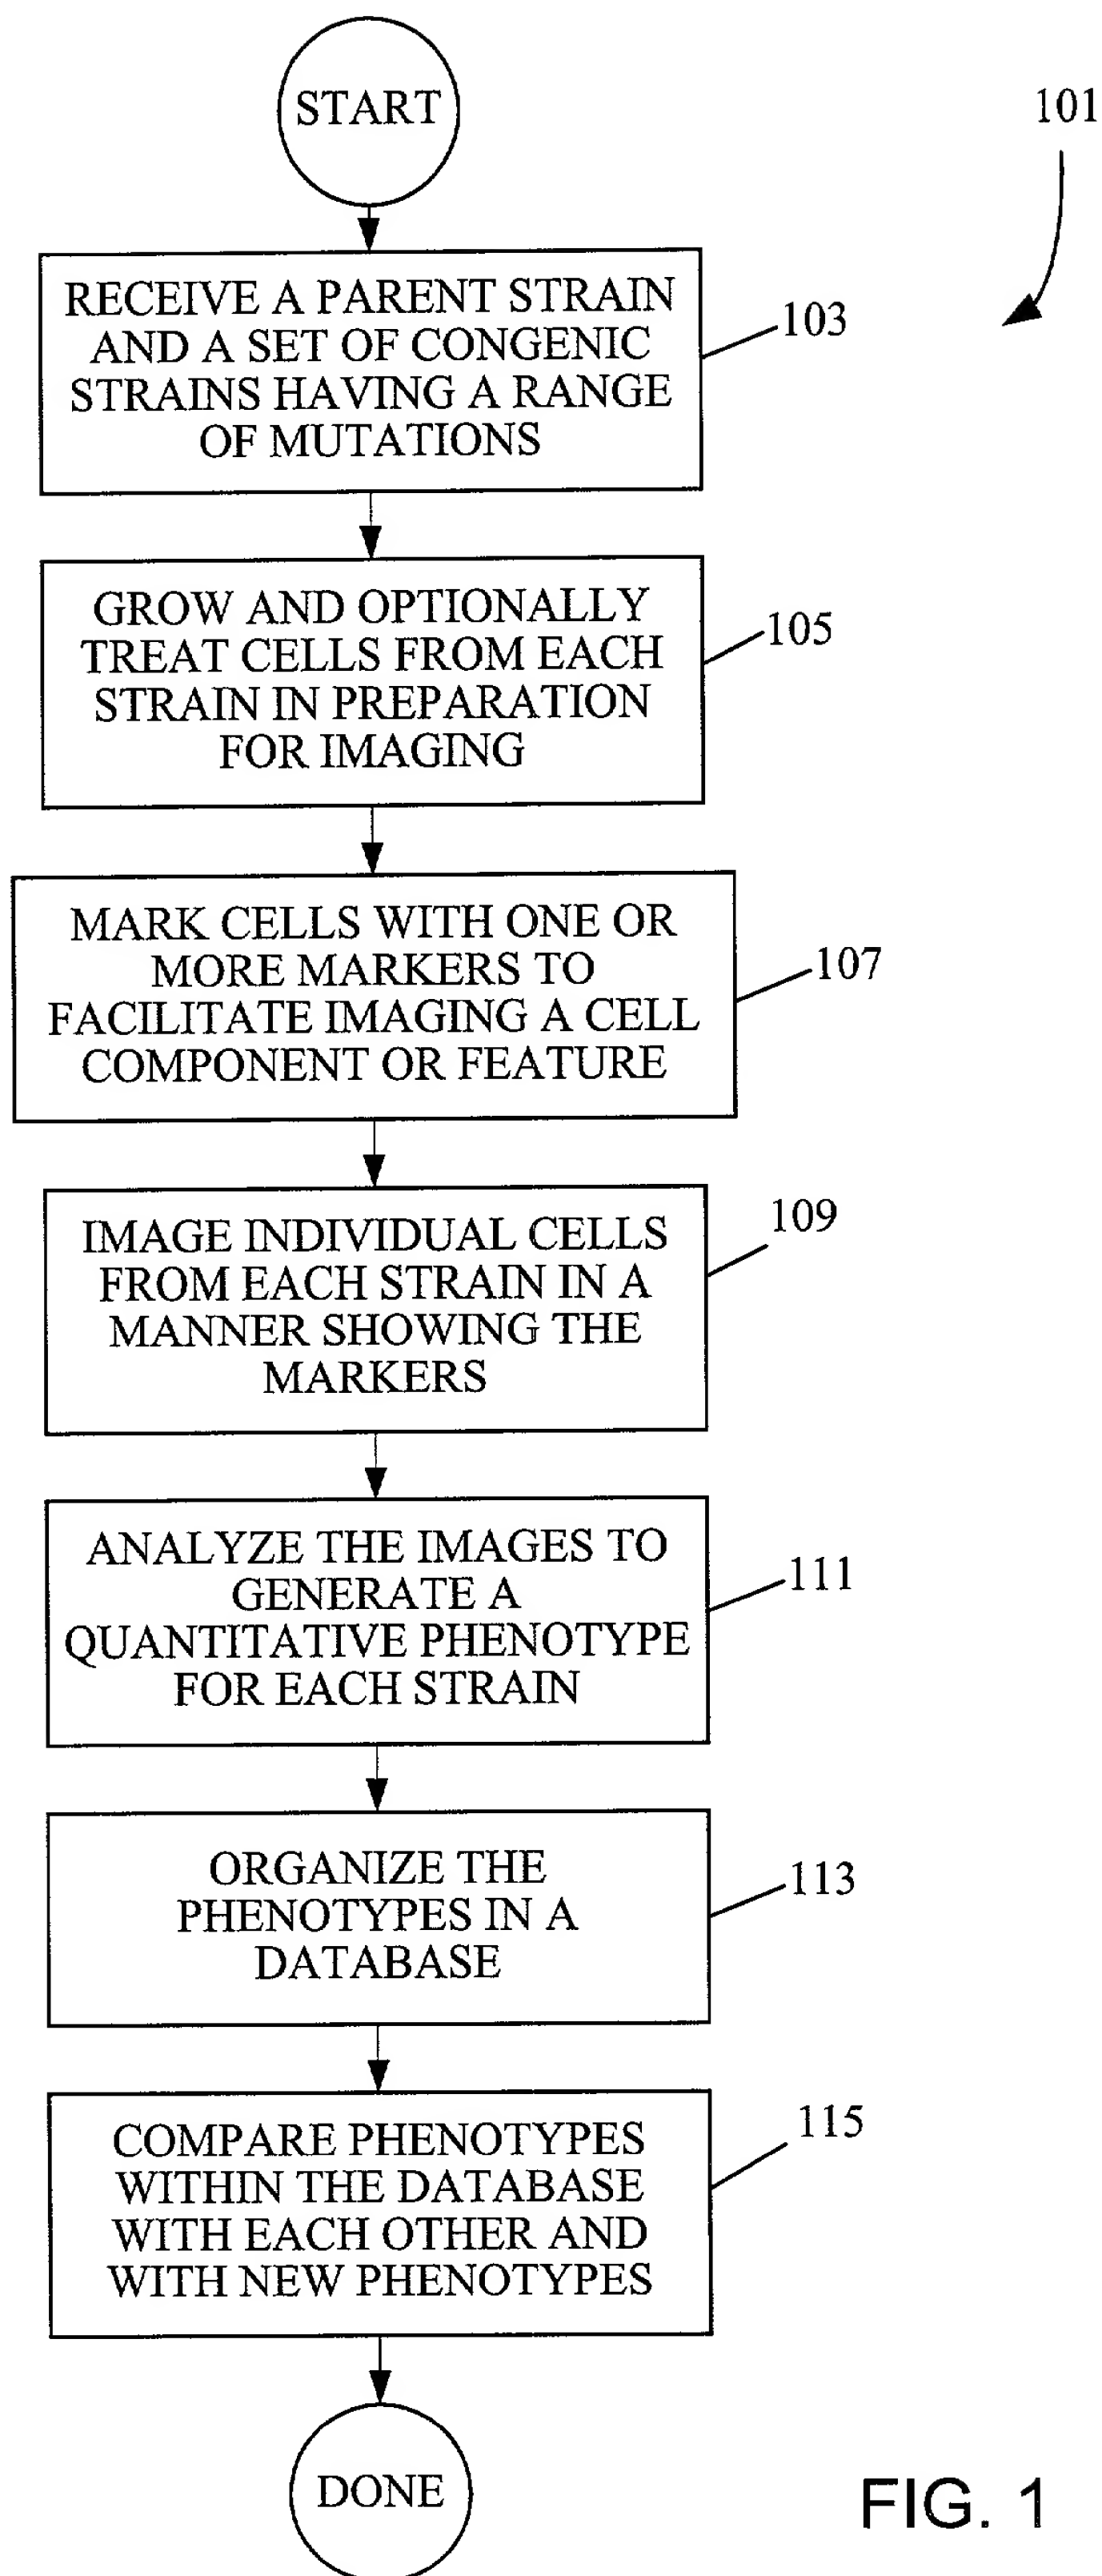 START
101
RECEIVE A PARENT STRAIN
AND A SET OF CONGENIC
STRAINS HAVING A RANGE
OF MUTATIONS
103
GROW AND OPTIONALLY
TREAT CELLS FROM EACH
STRAIN IN PREPARATION
FOR IMAGING
105
MARK CELLS WITH ONE OR
MORE MARKERS TO
FACILITATE IMAGING A CELL
COMPONENT OR FEATURE
107
IMAGE INDIVIDUAL CELLS
FROM EACH STRAIN IN A
MANNER SHOWING THE
MARKERS
109
ANALYZE THE IMAGES TO
GENERATE A
QUANTITATIVE PHENOTYPE
FOR EACH STRAIN
111
ORGANIZE THE
PHENOTYPES IN A
DATABASE
113
COMPARE PHENOTYPES
WITHIN THE DATABASE
WITH EACH OTHER AND
WITH NEW PHENOTYPES
115
DONE
FIG. 1